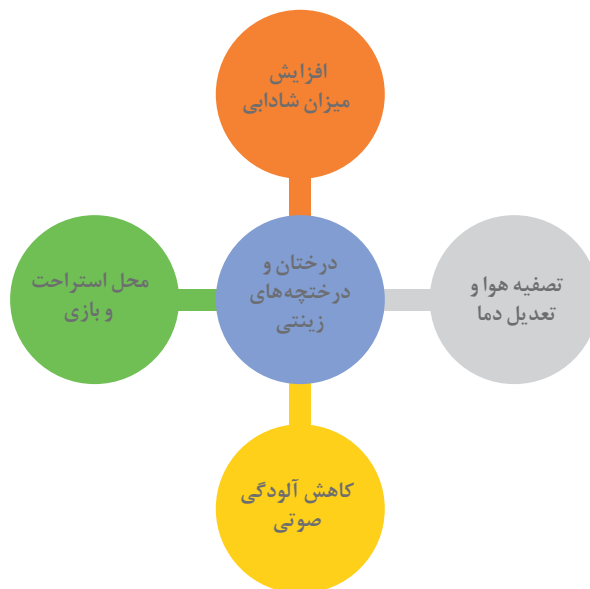 افزایش
میزان شادابی
تصفیه هوا و
تعدیل دما
درختان و
درختچه‌های
زینتی
محل استراحت
و بازی
کاهش آلودگی
صوتی